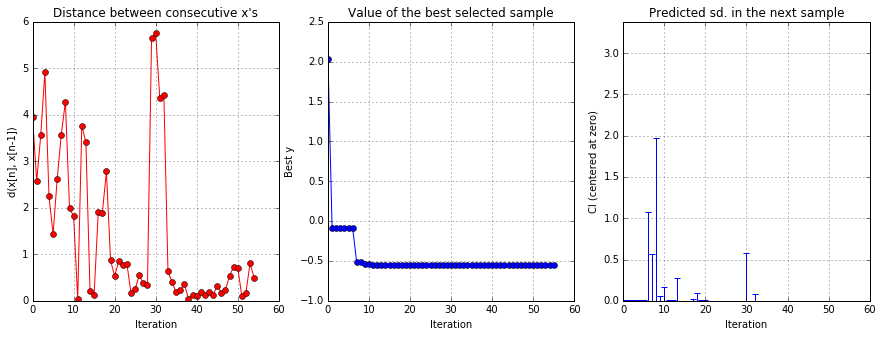 Distance between consecutive x's
Value of the best selected sample
Predicted sd. in the next sample
d(x[n], x[n-1])
6
5
4
3
2
1
0
0 10 20 30 40 50 60
Iteration
Best y
2.5
2.0
1.5
1.0
0.5
0.0
−0.5
−1.0
0 10 20 30 40 50 60
Iteration
CI (centered at zero)
3.0
2.5
2.0
1.5
1.0
0.5
0.0
0 10 20 30 40 50 60
Iteration